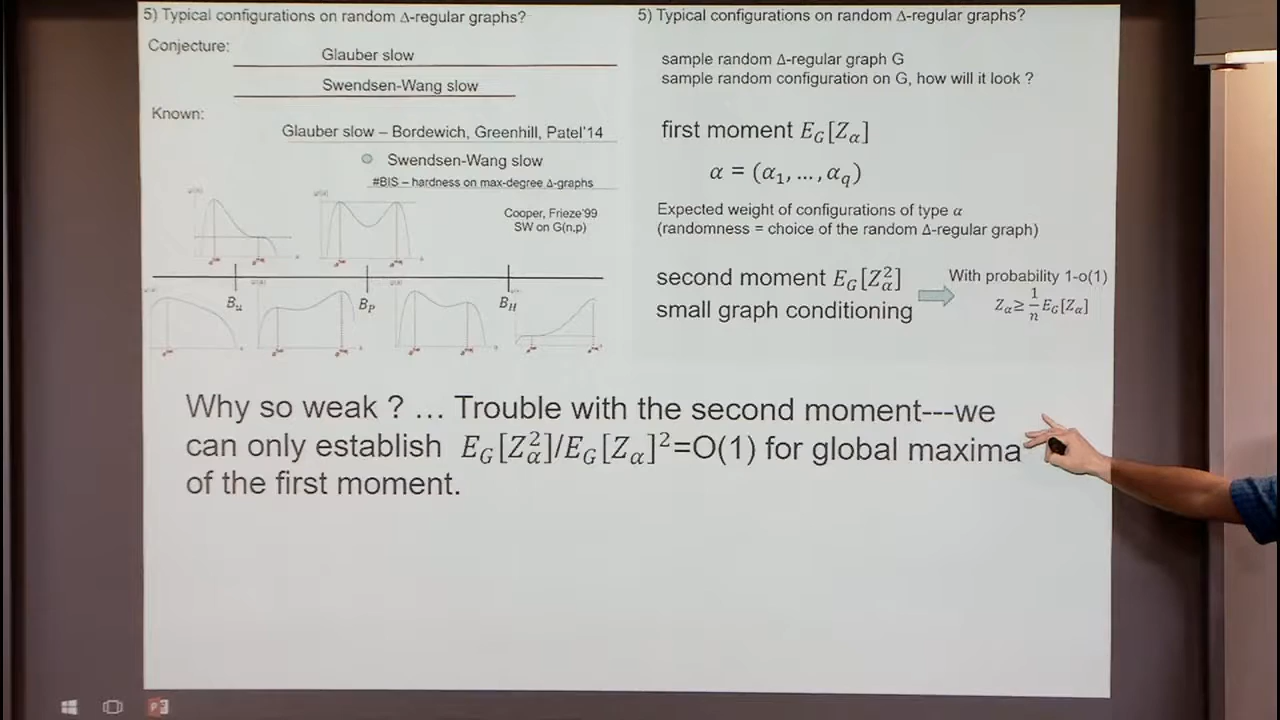 5) Typical configurations on random Δ-regular graphs?
Conjecture:
Glauber slow
Swendsen-Wang slow
Known:
Glauber slow – Bordewich, Greenhill, Patel'14
Swendsen-Wang slow
#BIS – hardness on max-degree Δ-graphs
Cooper, Frieze'99
SW on G(n,p)
B_u
B_P
B_H
5) Typical configurations on random Δ-regular graphs?
sample random Δ-regular graph G
sample random configuration on G, how will it look ?
first moment E_G[Z_α]
α = (α_1, ..., α_q)
Expected weight of configurations of type α
(randomness = choice of the random Δ-regular graph)
second moment E_G[Z_α^2]
small graph conditioning
With probability 1-o(1)
Z_α ≥ 1/n E_G[Z_α]
Why so weak ? … Trouble with the second moment---we
can only establish E_G[Z_α^2]/E_G[Z_α]^2=O(1) for global maxima
of the first moment.